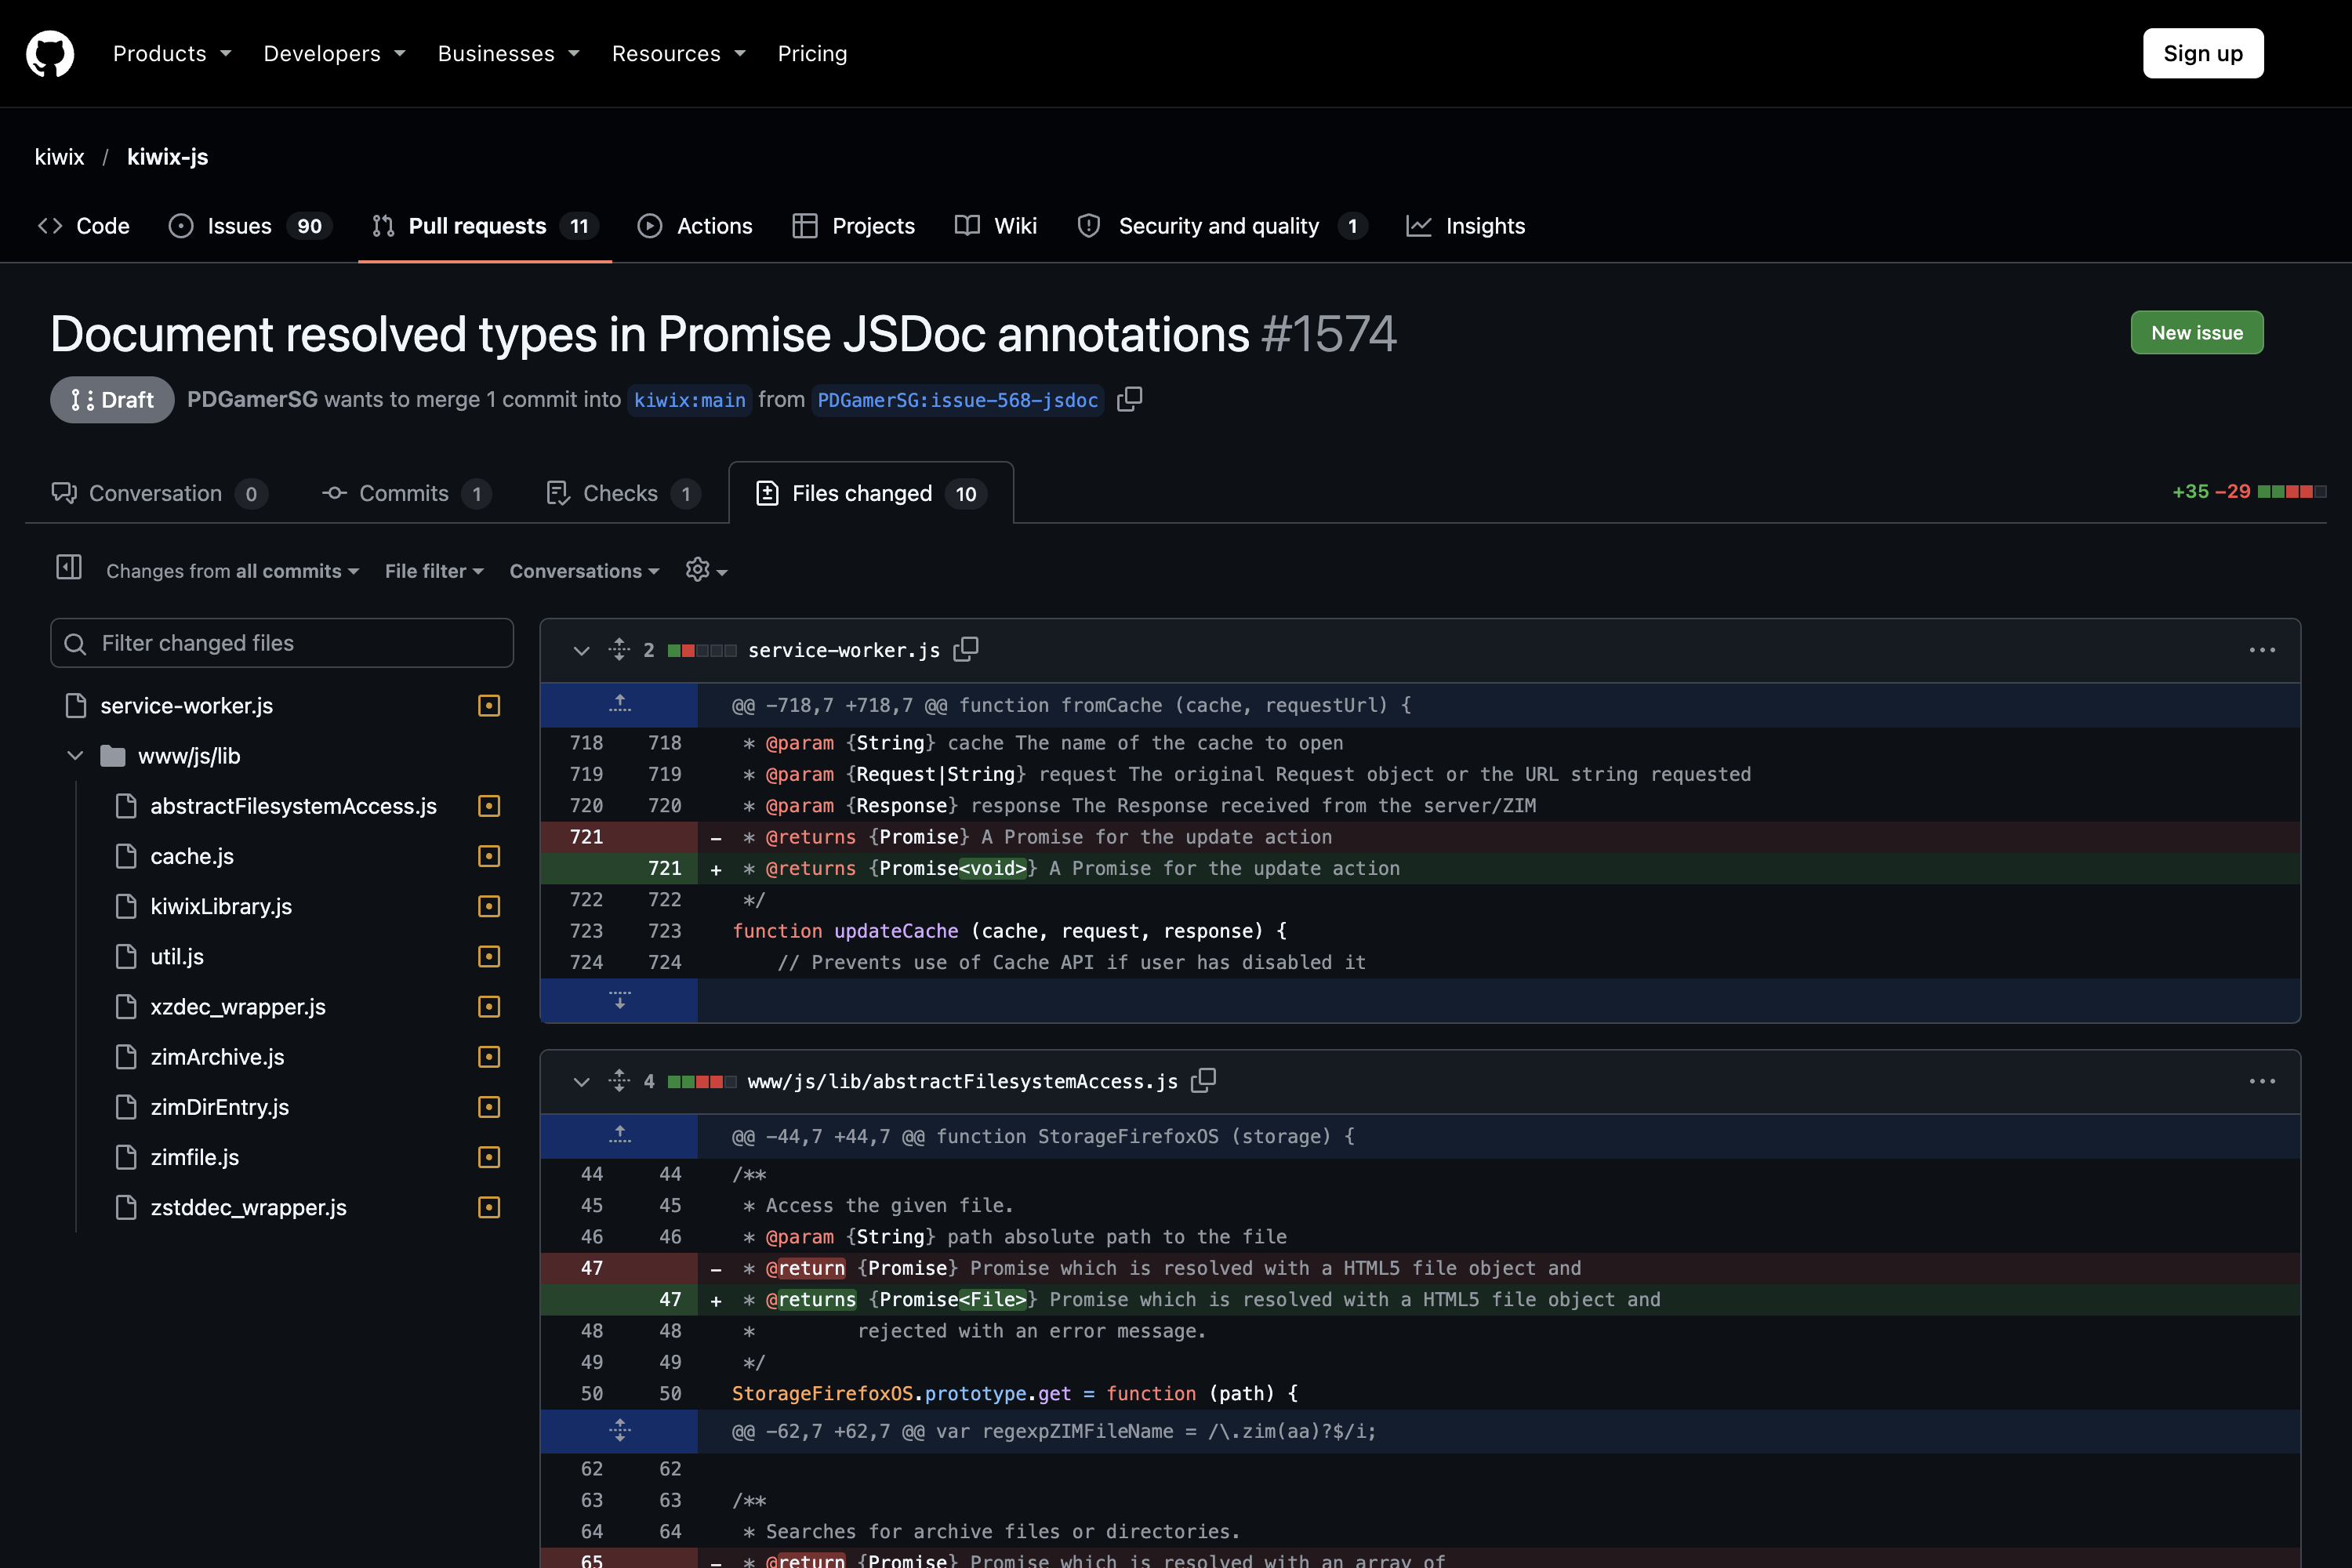 Products Developers Businesses Resources Pricing Sign up
kiwix / kiwix-js
Code Issues 90 Pull requests 11 Actions Projects Wiki Security and quality 1 Insights
Document resolved types in Promise JSDoc annotations #1574 New issue
Draft PDGamerSG wants to merge 1 commit into kiwix:main from PDGamerSG:issue-568-jsdoc
Conversation 0 Commits 1 Checks 1 Files changed 10 +35 −29
Changes from all commits File filter Conversations
Filter changed files
service-worker.js
www/js/lib
abstractFilesystemAccess.js
cache.js
kiwixLibrary.js
util.js
xzdec_wrapper.js
zimArchive.js
zimDirEntry.js
zimfile.js
zstddec_wrapper.js
2 service-worker.js
@@ -718,7 +718,7 @@ function fromCache (cache, requestUrl) {
718 718 * @param {String} cache The name of the cache to open
719 719 * @param {Request|String} request The original Request object or the URL string requested
720 720 * @param {Response} response The Response received from the server/ZIM
721 - * @returns {Promise} A Promise for the update action
721 + * @returns {Promise<void>} A Promise for the update action
722 722 */
723 723 function updateCache (cache, request, response) {
724 724 // Prevents use of Cache API if user has disabled it
4 www/js/lib/abstractFilesystemAccess.js
@@ -44,7 +44,7 @@ function StorageFirefoxOS (storage) {
44 44 /**
45 45 * Access the given file.
46 46 * @param {String} path absolute path to the file
47 - * @return {Promise} Promise which is resolved with a HTML5 file object and
47 + * @returns {Promise<File>} Promise which is resolved with a HTML5 file object and
48 48 * rejected with an error message.
49 49 */
50 50 StorageFirefoxOS.prototype.get = function (path) {
@@ -62,7 +62,7 @@ var regexpZIMFileName = /\.zim(aa)?$/i;
62 62
63 63 /**
64 64 * Searches for archive files or directories.
65 - * @return {Promise} Promise which is resolved with an array of